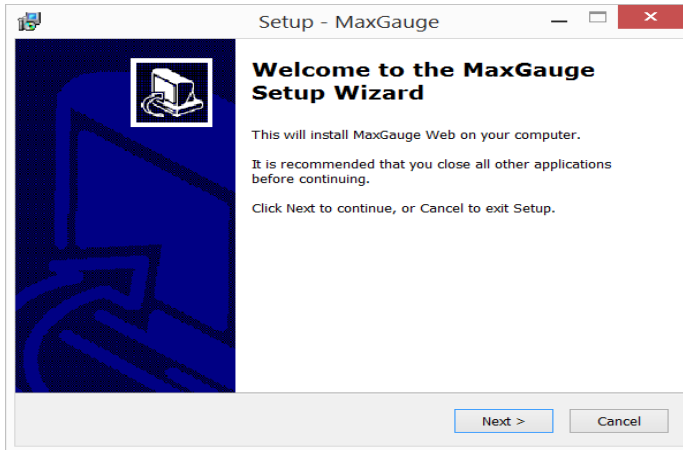 Setup - MaxGauge
Welcome to the MaxGauge
Setup Wizard
This will install MaxGauge Web on your computer.
It is recommended that you close all other applications
before continuing.
Click Next to continue, or Cancel to exit Setup.
Next >
Cancel